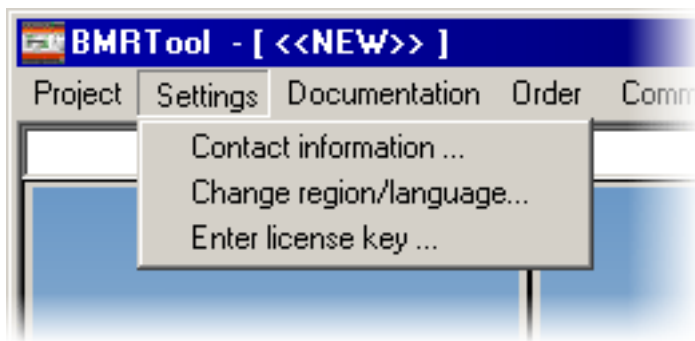 BMRTool - [ <<NEW>> ]
Project Settings Documentation Order
Contact information ...
Change region/language...
Enter license key ...